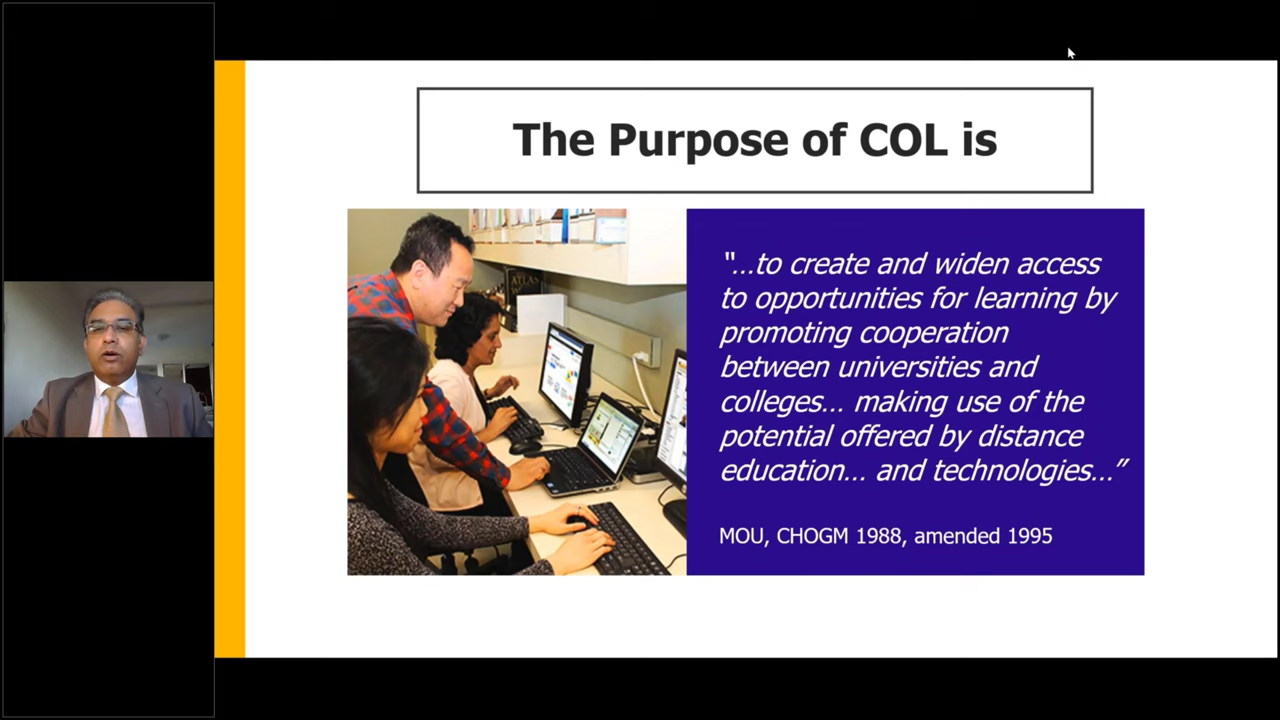 The Purpose of COL is
“…to create and widen access
to opportunities for learning by
promoting cooperation
between universities and
colleges… making use of the
potential offered by distance
education… and technologies…”
MOU, CHOGM 1988, amended 1995